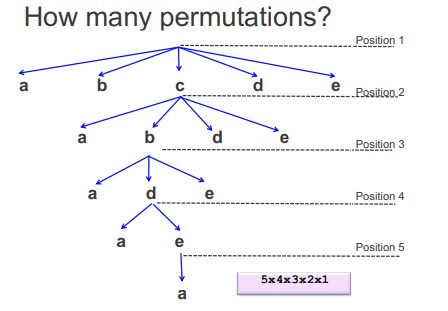 How many permutations?
Position 1
a b c d e
Position 2
a b d e
Position 3
a d e
Position 4
a e
Position 5
5x4x3x2x1
a